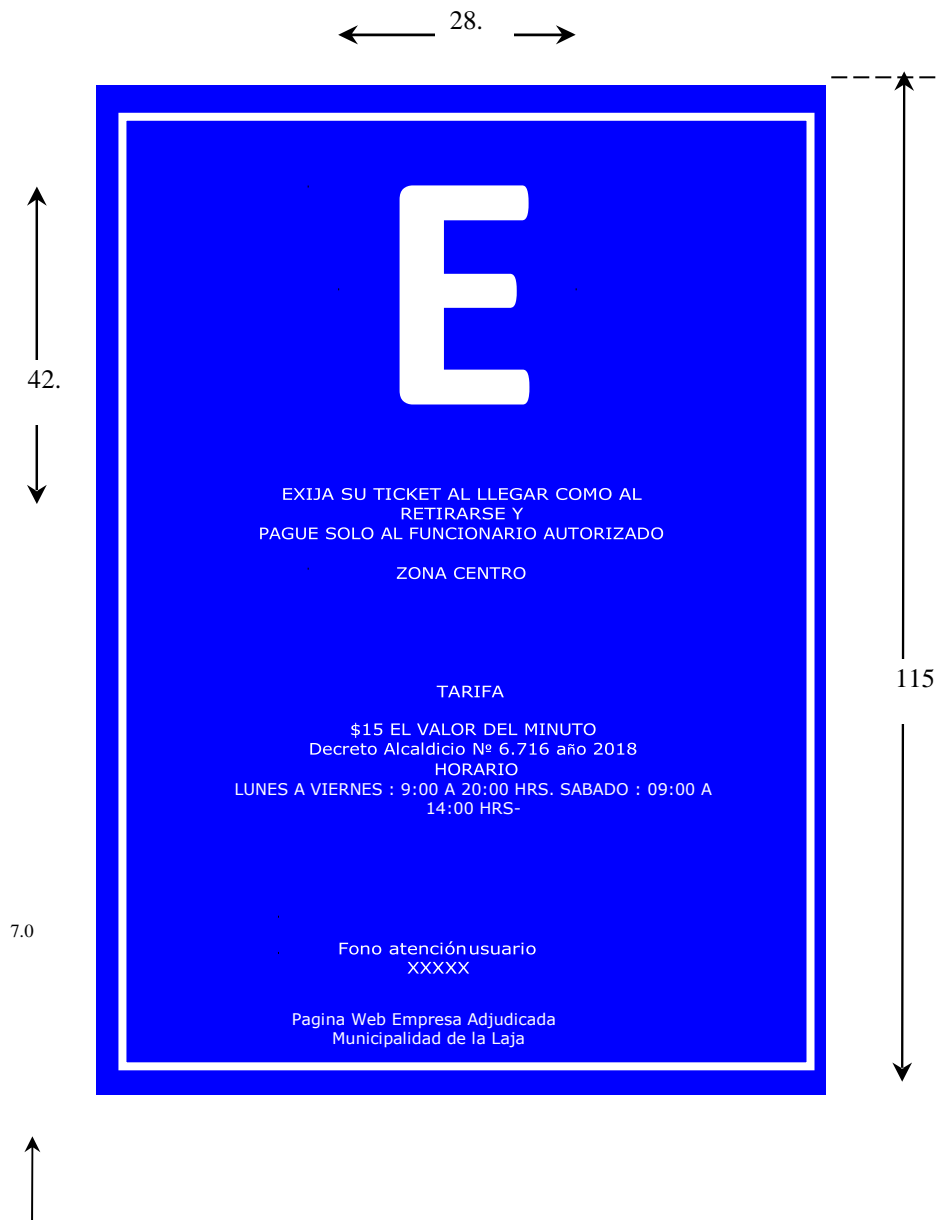 28.
E
42.
EXIJA SU TICKET AL LLEGAR COMO AL
RETIRARSE Y
PAGUE SOLO AL FUNCIONARIO AUTORIZADO
ZONA CENTRO
115
TARIFA
$15 EL VALOR DEL MINUTO
Decreto Alcaldicio Nº 6.716 año 2018
HORARIO
LUNES A VIERNES : 9:00 A 20:00 HRS. SABADO : 09:00 A
14:00 HRS-
7.0
Fono atención usuario
XXXXX
Pagina Web Empresa Adjudicada
Municipalidad de la Laja